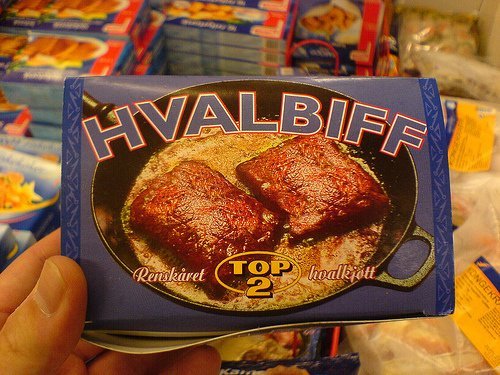 HVALBIFF
Renskåret TOP hvalkjøtt
2